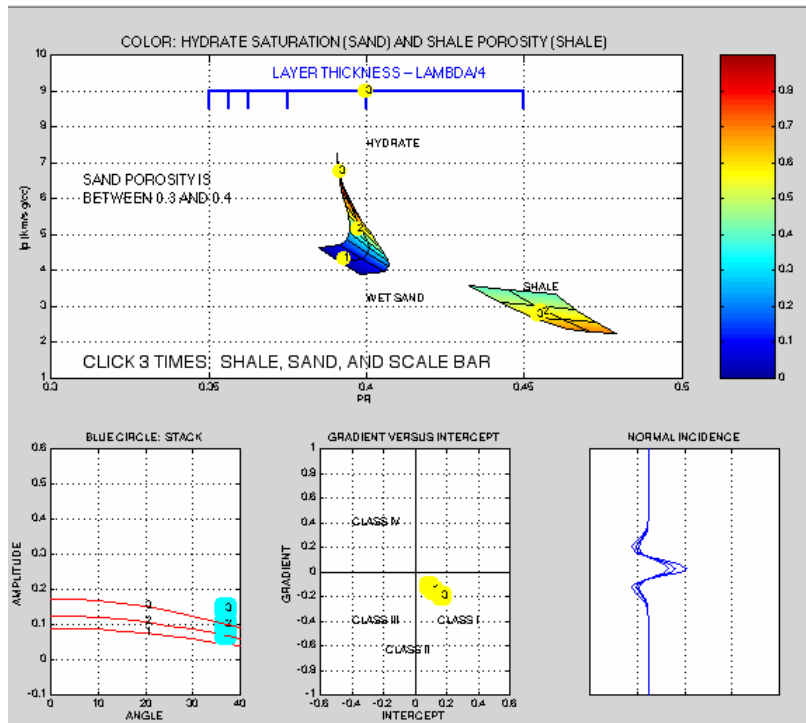 COLOR: HYDRATE SATURATION (SAND) AND SHALE POROSITY (SHALE)
10
9
8
7
6
5
4
3
2
1
Ip (km/s g/cc)
LAYER THICKNESS – LAMBDA/4
3
HYDRATE
3
SAND POROSITY IS
BETWEEN 0.3 AND 0.4
2
1
WET SAND
SHALE
3 2
CLICK 3 TIMES: SHALE, SAND, AND SCALE BAR
0.3 0.35 0.4 0.45 0.5
PR
0.8
0.7
0.6
0.5
0.4
0.3
0.2
0.1
0
BLUE CIRCLE: STACK
0.6
0.5
0.4
0.3
0.2
0.1
0
-0.1
AMPLITUDE
3 3
2 2
1
0 10 20 30 40
ANGLE
GRADIENT VERSUS INTERCEPT
1
0.8
0.6
0.4
0.2
0
-0.2
-0.4
-0.6
-0.8
-1
GRADIENT
CLASS IV
3
CLASS III CLASS I
CLASS II
-0.6 -0.4 -0.2 0 0.2 0.4 0.6
INTERCEPT
NORMAL INCIDENCE